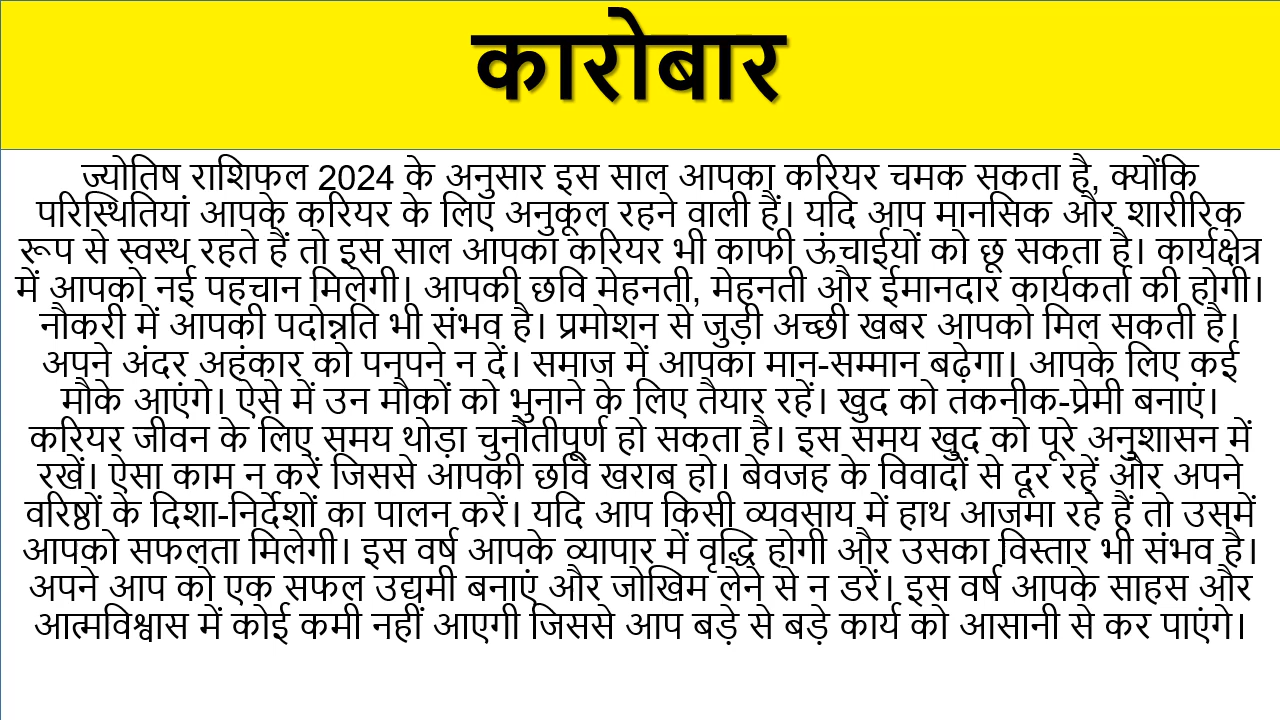 कारोबार
ज्योतिष राशिफल 2024 के अनुसार इस साल आपका करियर चमक सकता है, क्योंकि
परिस्थितियां आपके करियर के लिए अनुकूल रहने वाली हैं। यदि आप मानसिक और शारीरिक
रूप से स्वस्थ रहते हैं तो इस साल आपका करियर भी काफी ऊंचाईयों को छू सकता है। कार्यक्षेत्र
में आपको नई पहचान मिलेगी। आपकी छवि मेहनती, मेहनती और ईमानदार कार्यकर्ता की होगी।
नौकरी में आपकी पदोन्नति भी संभव है। प्रमोशन से जुड़ी अच्छी खबर आपको मिल सकती है।
अपने अंदर अहंकार को पनपने न दें। समाज में आपका मान-सम्मान बढ़ेगा। आपके लिए कई
मौके आएंगे। ऐसे में उन मौकों को भुनाने के लिए तैयार रहें। खुद को तकनीक-प्रेमी बनाएं।
करियर जीवन के लिए समय थोड़ा चुनौतीपूर्ण हो सकता है। इस समय खुद को पूरे अनुशासन में
रखें। ऐसा काम न करें जिससे आपकी छवि खराब हो। बेवजह के विवादों से दूर रहें और अपने
वरिष्ठों के दिशा-निर्देशों का पालन करें। यदि आप किसी व्यवसाय में हाथ आजमा रहे हैं तो उसमें
आपको सफलता मिलेगी। इस वर्ष आपके व्यापार में वृद्धि होगी और उसका विस्तार भी संभव है।
अपने आप को एक सफल उद्यमी बनाएं और जोखिम लेने से न डरें। इस वर्ष आपके साहस और
आत्मविश्वास में कोई कमी नहीं आएगी जिससे आप बड़े से बड़े कार्य को आसानी से कर पाएंगे।